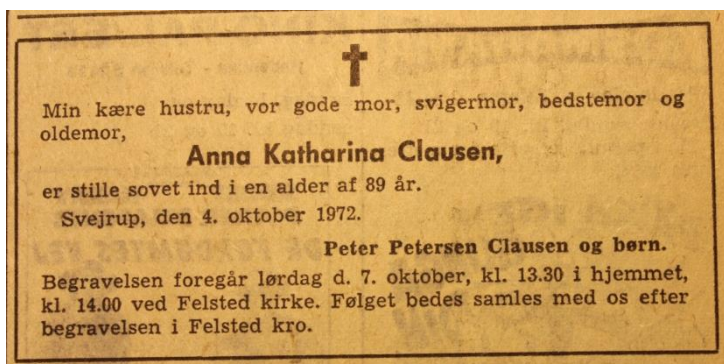 Min kære hustru, vor gode mor, svigermor, bedstemor og
oldemor,
Anna Katharina Clausen,
er stille sovet ind i en alder af 89 år.
Svejrup, den 4. oktober 1972.
Peter Petersen Clausen og børn.
Begravelsen foregår lørdag d. 7. oktober, kl. 13.30 i hjemmet,
kl. 14.00 ved Felsted kirke. Følget bedes samles med os efter
begravelsen i Felsted kro.